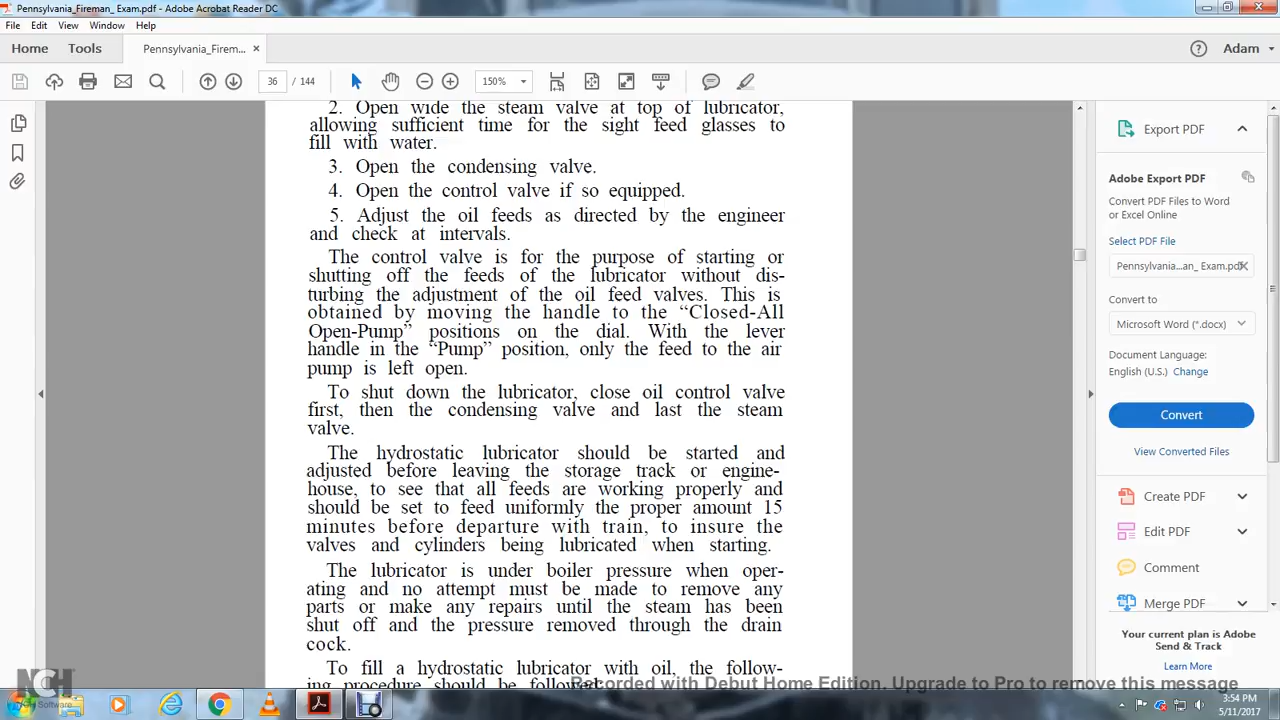 Pennsylvania_Fireman_ Exam.pdf - Adobe Acrobat Reader DC
File Edit View Window Help
Home Tools Pennsylvania_Firem... × Adam
36 / 144 150%
2. Open wide the steam valve at top of lubricator,
allowing sufficient time for the sight feed glasses to
fill with water.
3. Open the condensing valve.
4. Open the control valve if so equipped.
5. Adjust the oil feeds as directed by the engineer
and check at intervals.
The control valve is for the purpose of starting or
shutting off the feeds of the lubricator without dis-
turbing the adjustment of the oil feed valves. This is
obtained by moving the handle to the “Closed-All
Open-Pump” positions on the dial. With the lever
handle in the “Pump” position, only the feed to the air
pump is left open.
To shut down the lubricator, close oil control valve
first, then the condensing valve and last the steam
valve.
The hydrostatic lubricator should be started and
adjusted before leaving the storage track or engine-
house, to see that all feeds are working properly and
should be set to feed uniformly the proper amount 15
minutes before departure with train, to insure the
valves and cylinders being lubricated when starting.
The lubricator is under boiler pressure when oper-
ating and no attempt must be made to remove any
parts or make any repairs until the steam has been
shut off and the pressure removed through the drain
cock.
To fill a hydrostatic lubricator with oil, the follow-
ing procedure should be followed
Export PDF
Adobe Export PDF
Convert PDF Files to Word
or Excel Online
Select PDF File
Pennsylvania...an_ Exam.pdf
Convert to
Microsoft Word (*.docx)
Document Language:
English (U.S.) Change
Convert
View Converted Files
Create PDF
Edit PDF
Comment
Merge PDF
Your current plan is Adobe
Send & Track
Learn More
NCH
NCH Software
Recorded with Debut Home Edition. Upgrade to Pro to remove this message
3:54 PM
5/11/2017